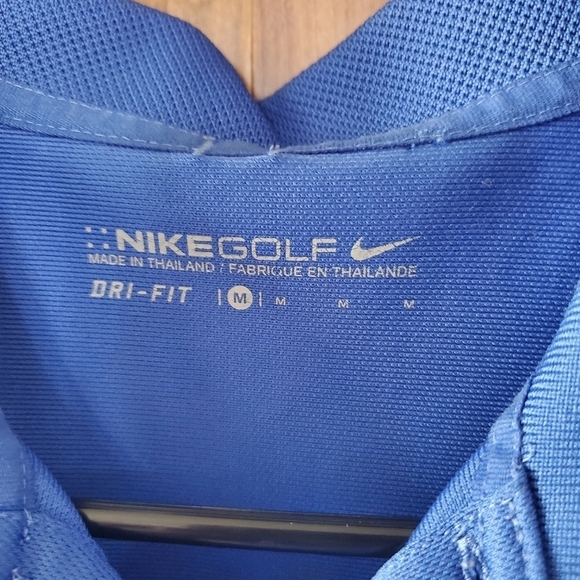 NIKEGOLF
MADE IN THAILAND / FABRIQUE EN THAILANDE
DRI-FIT | M | M M M